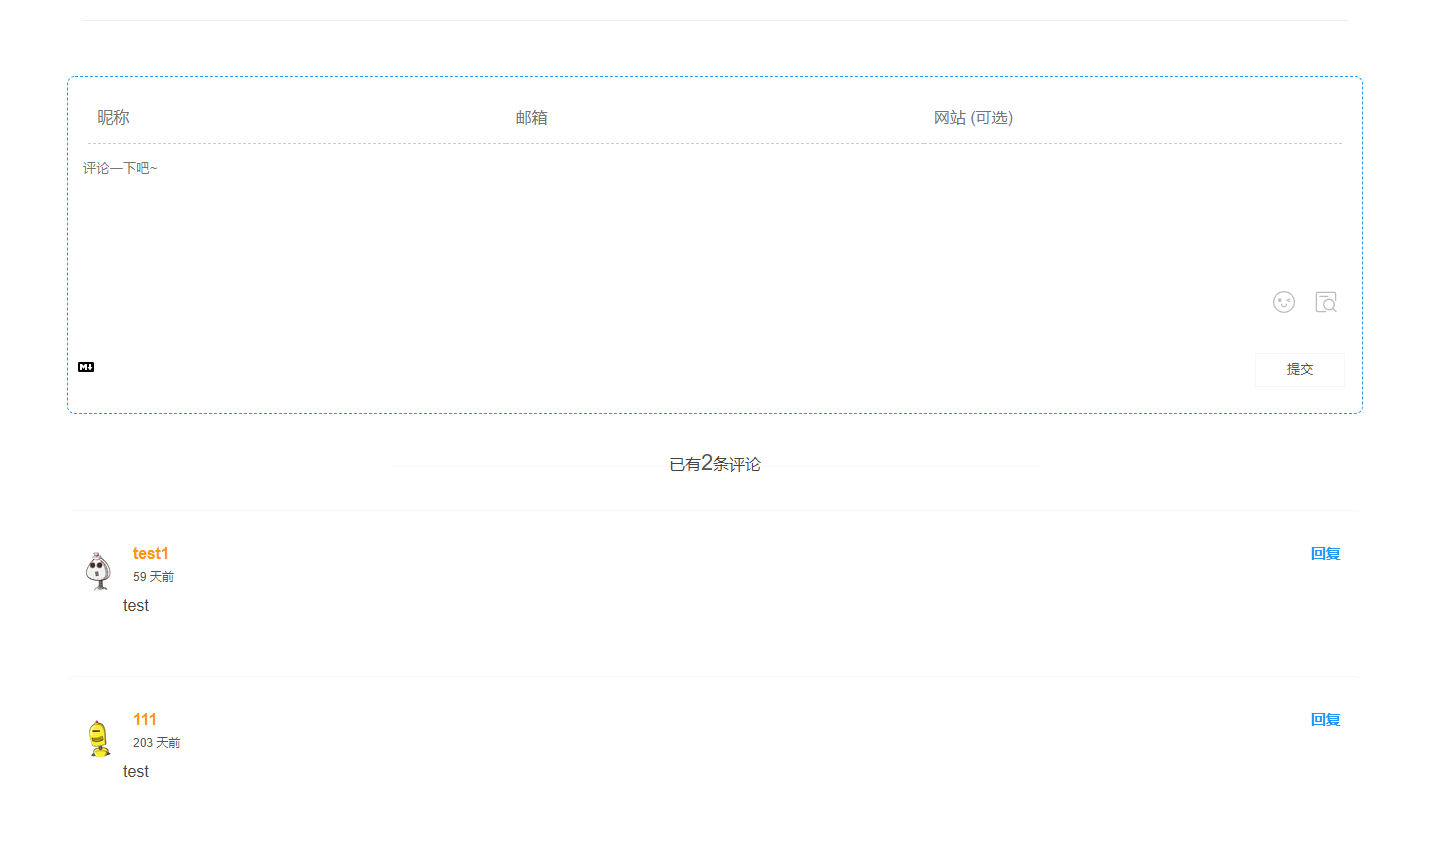 昵称 邮箱 网站 (可选)
评论一下吧~
M↓
提交
已有2条评论
test1 回复
59 天前
test
111 回复
203 天前
test